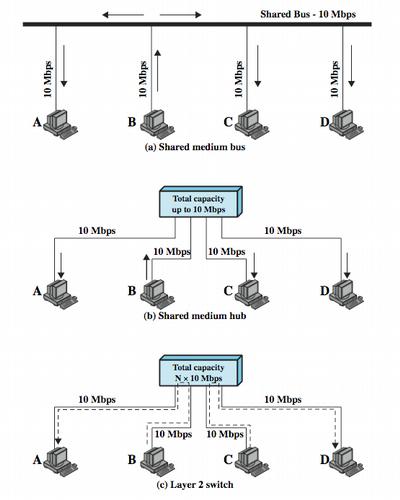 Shared Bus - 10 Mbps
10 Mbps
10 Mbps
10 Mbps
10 Mbps
A
B
C
D
(a) Shared medium bus
Total capacity
up to 10 Mbps
10 Mbps
10 Mbps
10 Mbps
10 Mbps
A
B
C
D
(b) Shared medium hub
Total capacity
N × 10 Mbps
10 Mbps
10 Mbps
10 Mbps
10 Mbps
A
B
C
D
(c) Layer 2 switch